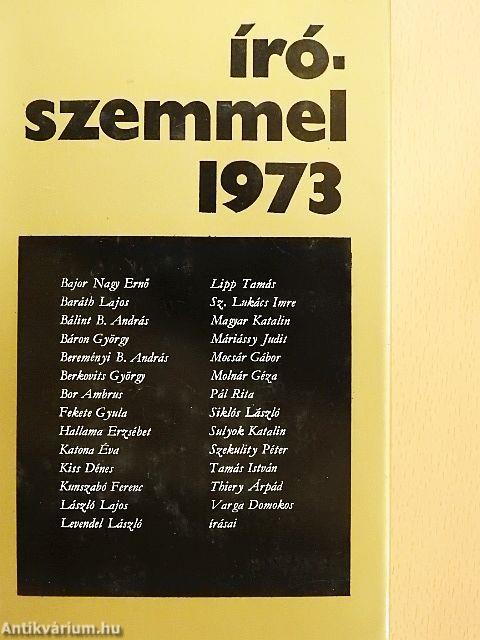 író-
szemmel
1973
Bajor Nagy Ernő
Baráth Lajos
Bálint B. András
Báron György
Bereményi B. András
Berkovits György
Bor Ambrus
Fekete Gyula
Hallama Erzsébet
Katona Éva
Kiss Dénes
Kunszabó Ferenc
László Lajos
Levendel László
Lipp Tamás
Sz. Lukács Imre
Magyar Katalin
Máriássy Judit
Mocsár Gábor
Molnár Géza
Pál Rita
Siklós László
Sulyok Katalin
Szekulity Péter
Tamás István
Thiery Árpád
Varga Domokos
írásai
Antikvárium.hu